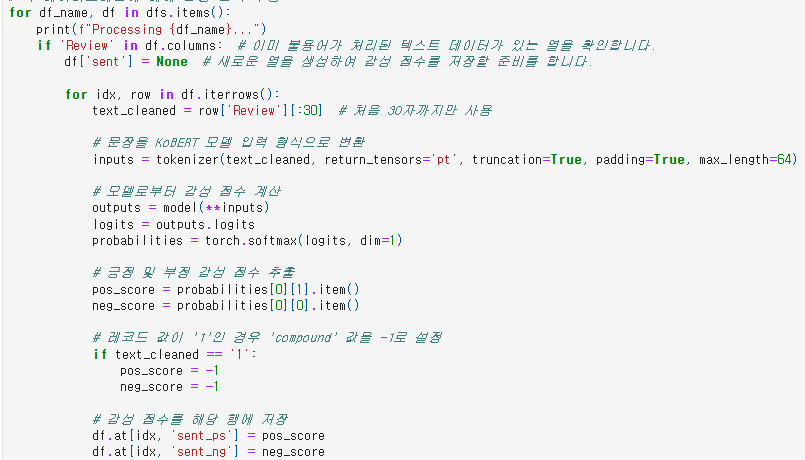 for df_name, df in dfs.items():
    print(f"Processing {df_name}...")
    if 'Review' in df.columns:  # 이미 불용어가 처리된 텍스트 데이터가 있는 열을 확인합니다.
        df['sent'] = None  # 새로운 열을 생성하여 감성 점수를 저장할 준비를 합니다.
        for idx, row in df.iterrows():
            text_cleaned = row['Review'][:30]  # 처음 30자까지만 사용
            # 문장을 KoBERT 모델 입력 형식으로 변환
            inputs = tokenizer(text_cleaned, return_tensors='pt', truncation=True, padding=True, max_length=64)
            # 모델로부터 감성 점수 계산
            outputs = model(**inputs)
            logits = outputs.logits
            probabilities = torch.softmax(logits, dim=1)
            # 긍정 및 부정 감성 점수 추출
            pos_score = probabilities[0][1].item()
            neg_score = probabilities[0][0].item()
            # 레코드 값이 '1'인 경우 'compound' 값을 -1로 설정
            if text_cleaned == '1':
                pos_score = -1
                neg_score = -1
            # 감성 점수를 해당 행에 저장
            df.at[idx, 'sent_ps'] = pos_score
            df.at[idx, 'sent_ng'] = neg_score